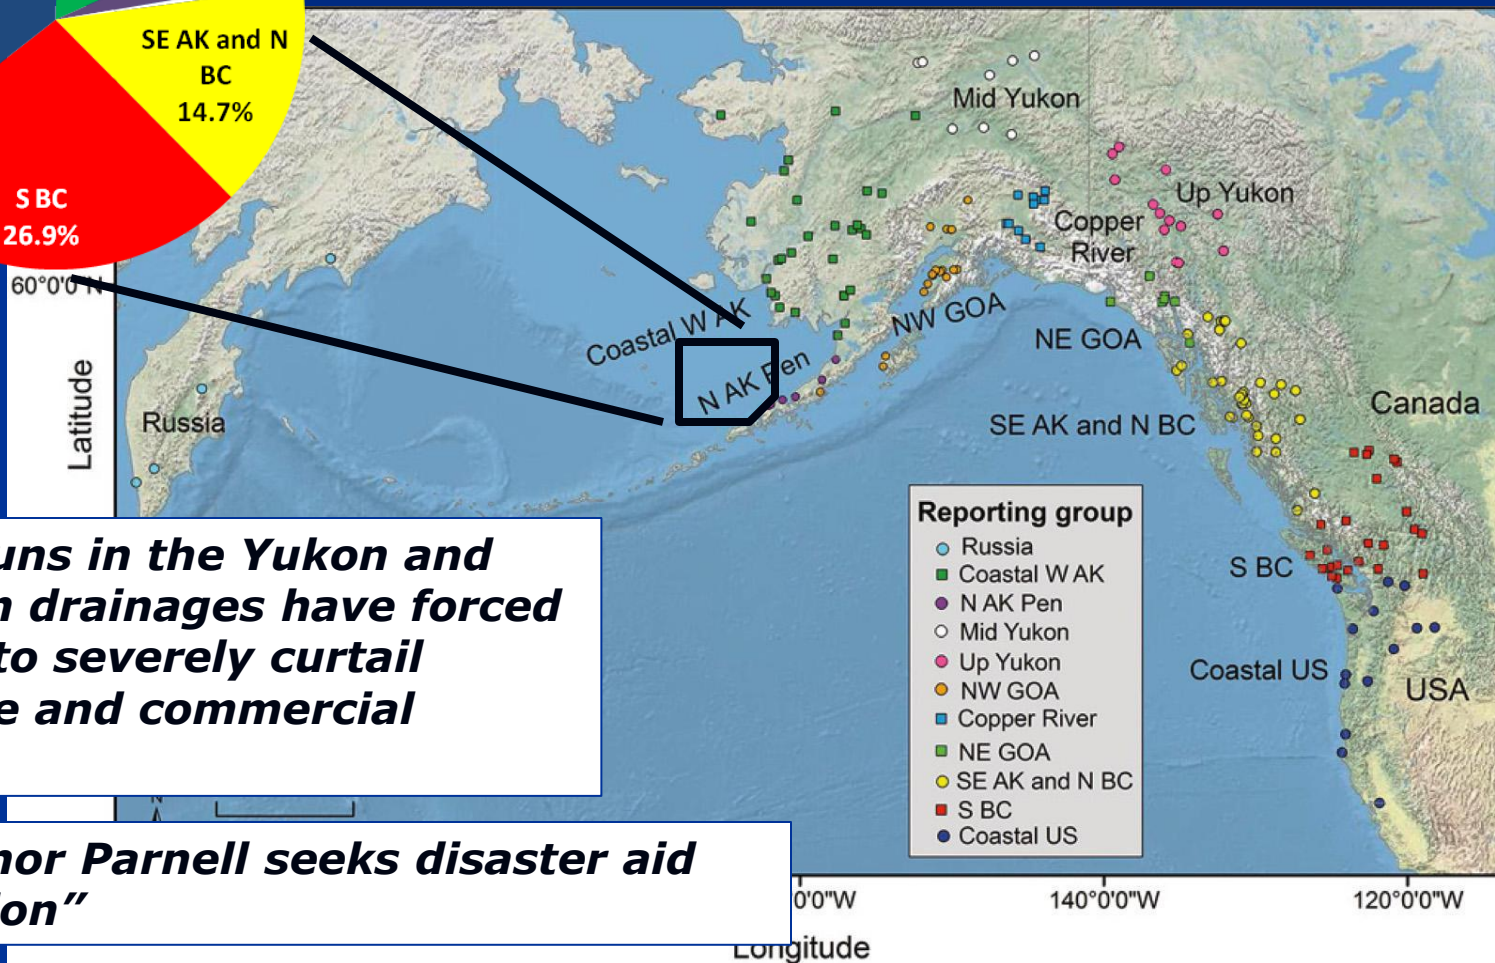 SE AK and N
BC
14.7%
S BC
26.9%
60°0'0"N
Latitude
Russia
Coastal W AK
N AK Pen
Mid Yukon
Up Yukon
Copper
River
NW GOA
NE GOA
SE AK and N BC
Canada
S BC
Coastal US
USA
Reporting group
Russia
Coastal W AK
N AK Pen
Mid Yukon
Up Yukon
NW GOA
Copper River
NE GOA
SE AK and N BC
S BC
Coastal US
uns in the Yukon and
drainages have forced
to severely curtail
e and commercial
N
nor Parnell seeks disaster aid
ion”
0'0"W
140°0'0"W
120°0'0"W
Longitude